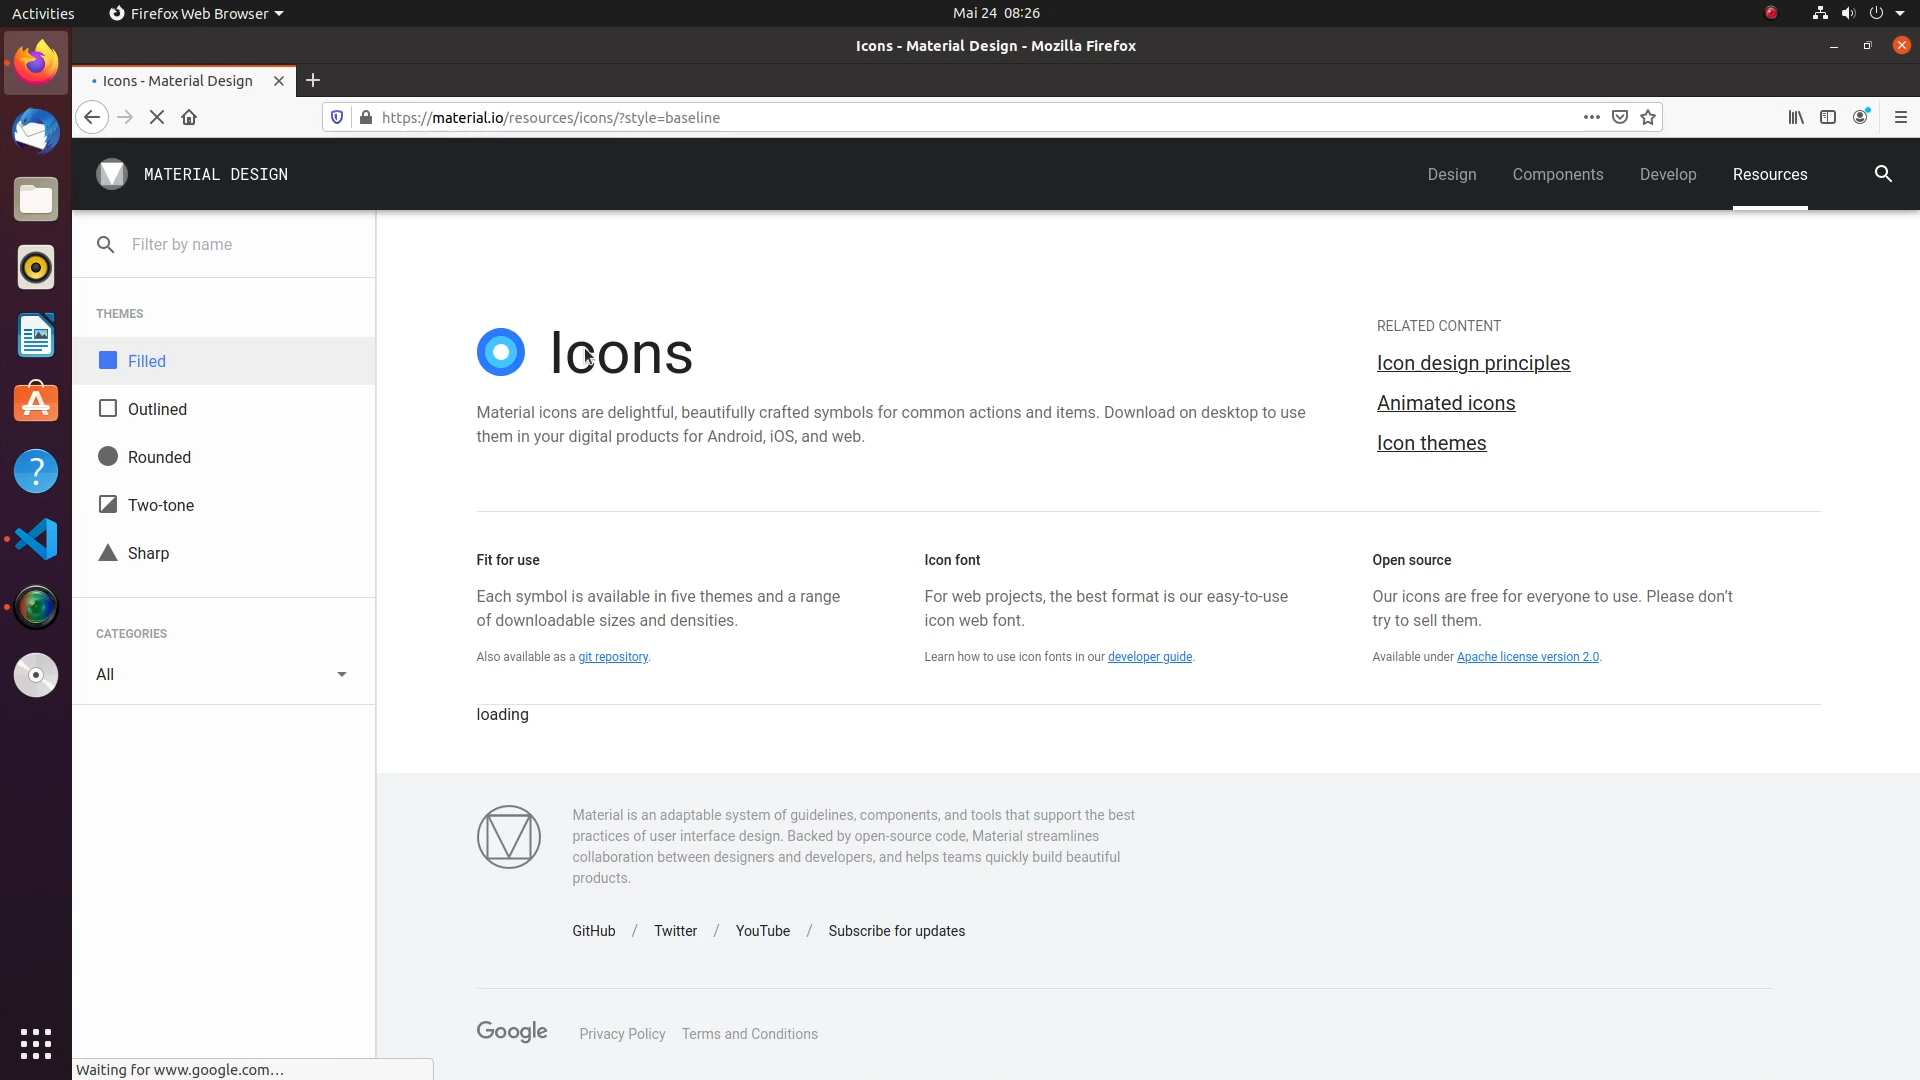 Activities
Firefox Web Browser
Mai 24 08:26
Icons - Material Design - Mozilla Firefox
Icons - Material Design
https://material.io/resources/icons/?style=baseline
MATERIAL DESIGN
Design
Components
Develop
Resources
Filter by name
THEMES
Filled
Outlined
Rounded
Two-tone
Sharp
CATEGORIES
All
Icons
Material icons are delightful, beautifully crafted symbols for common actions and items. Download on desktop to use
them in your digital products for Android, iOS, and web.
RELATED CONTENT
Icon design principles
Animated icons
Icon themes
Fit for use
Each symbol is available in five themes and a range
of downloadable sizes and densities.
Also available as a git repository.
Icon font
For web projects, the best format is our easy-to-use
icon web font.
Learn how to use icon fonts in our developer guide.
Open source
Our icons are free for everyone to use. Please don’t
try to sell them.
Available under Apache license version 2.0.
loading
Material is an adaptable system of guidelines, components, and tools that support the best
practices of user interface design. Backed by open-source code, Material streamlines
collaboration between designers and developers, and helps teams quickly build beautiful
products.
GitHub / Twitter / YouTube / Subscribe for updates
Google
Privacy Policy
Terms and Conditions
Waiting for www.google.com…